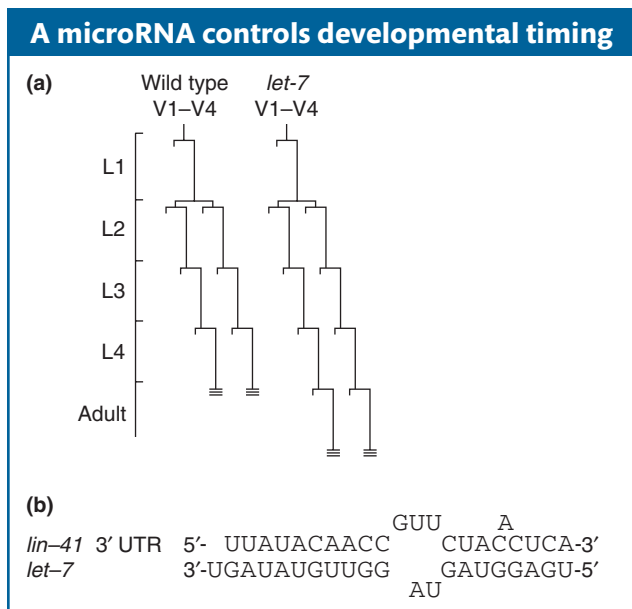 A microRNA controls developmental timing
(a)
Wild type let-7
V1–V4 V1–V4
L1
L2
L3
L4
Adult
(b)
GUU A
lin–41 3′ UTR 5′- UUAUACAACC CUACCUCA-3′
let–7 3′-UGAUAUGUUGG GAUGGAGU-5′
AU